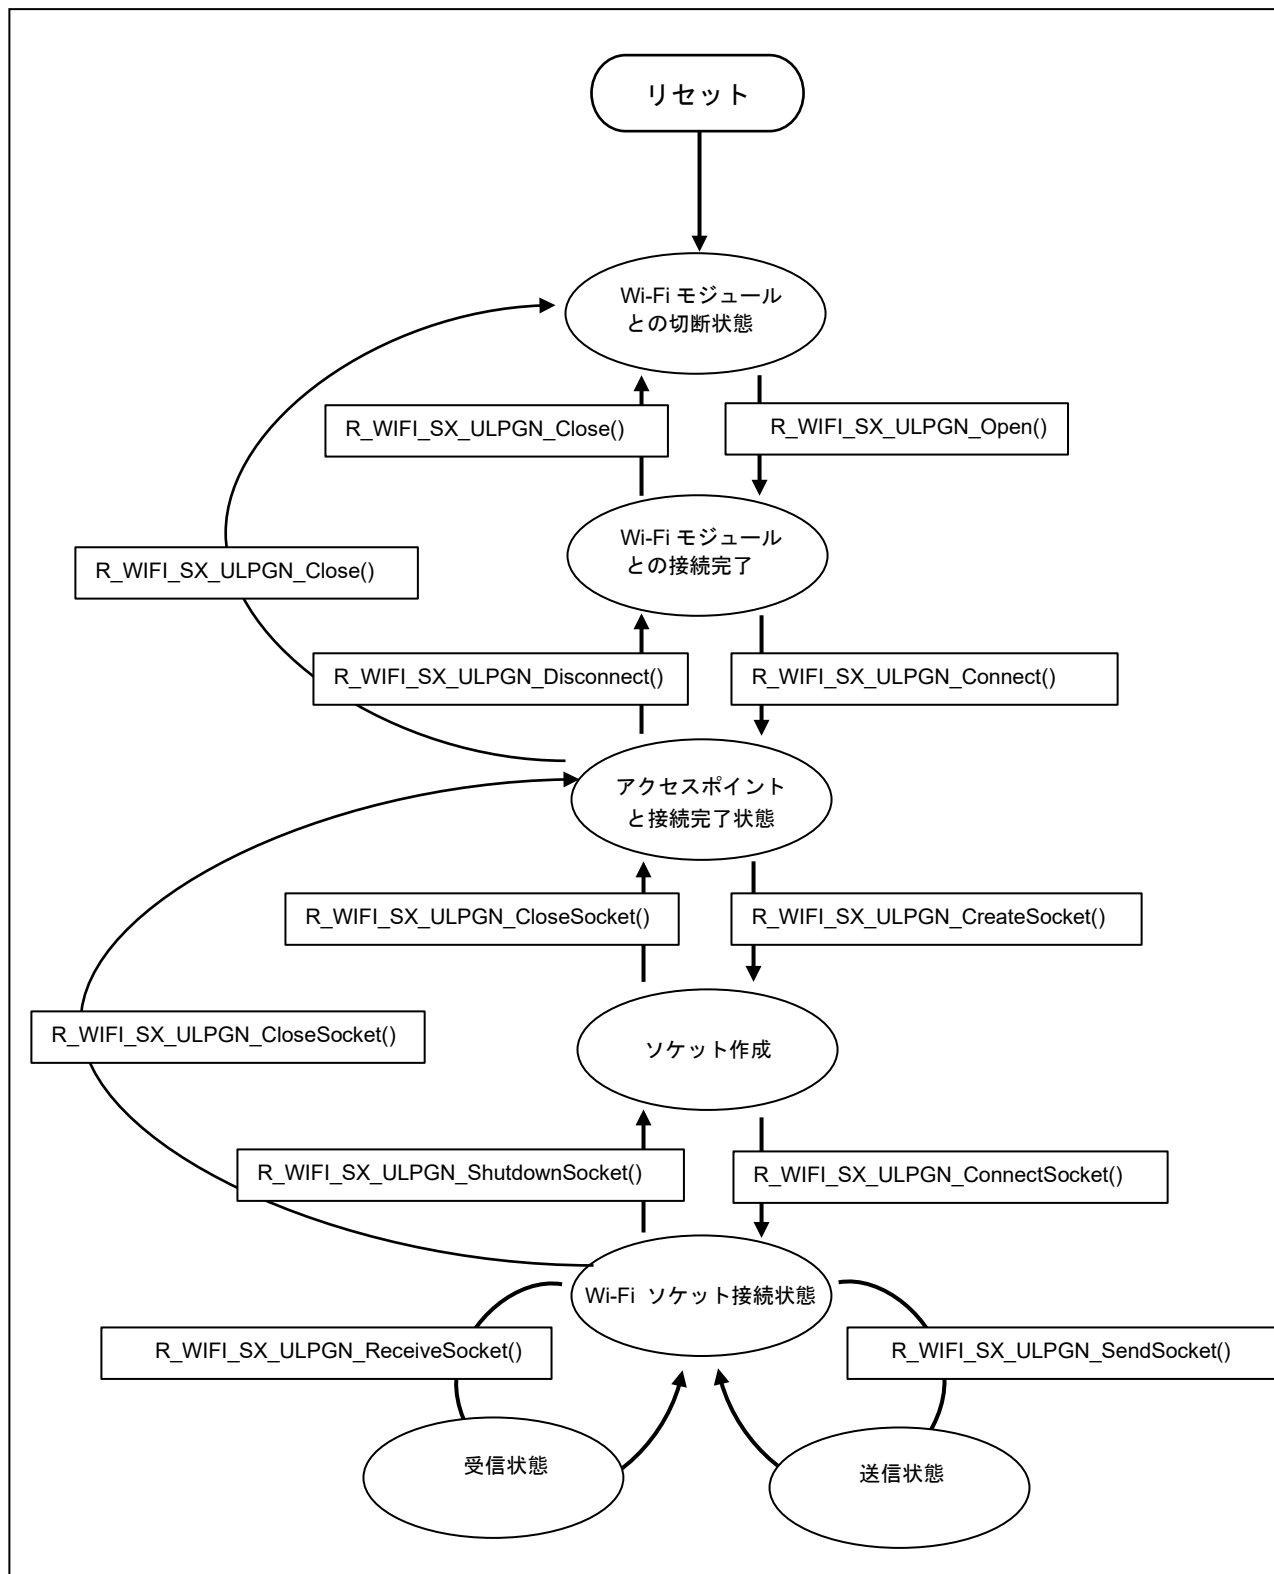 リセット
Wi-Fi モジュール
との切断状態
R_WIFI_SX_ULPGN_Close()
R_WIFI_SX_ULPGN_Open()
Wi-Fi モジュール
との接続完了
R_WIFI_SX_ULPGN_Close()
R_WIFI_SX_ULPGN_Disconnect()
R_WIFI_SX_ULPGN_Connect()
アクセスポイント
と接続完了状態
R_WIFI_SX_ULPGN_CloseSocket()
R_WIFI_SX_ULPGN_CreateSocket()
R_WIFI_SX_ULPGN_CloseSocket()
ソケット作成
R_WIFI_SX_ULPGN_ShutdownSocket()
R_WIFI_SX_ULPGN_ConnectSocket()
Wi-Fi ソケット接続状態
R_WIFI_SX_ULPGN_ReceiveSocket()
R_WIFI_SX_ULPGN_SendSocket()
受信状態
送信状態